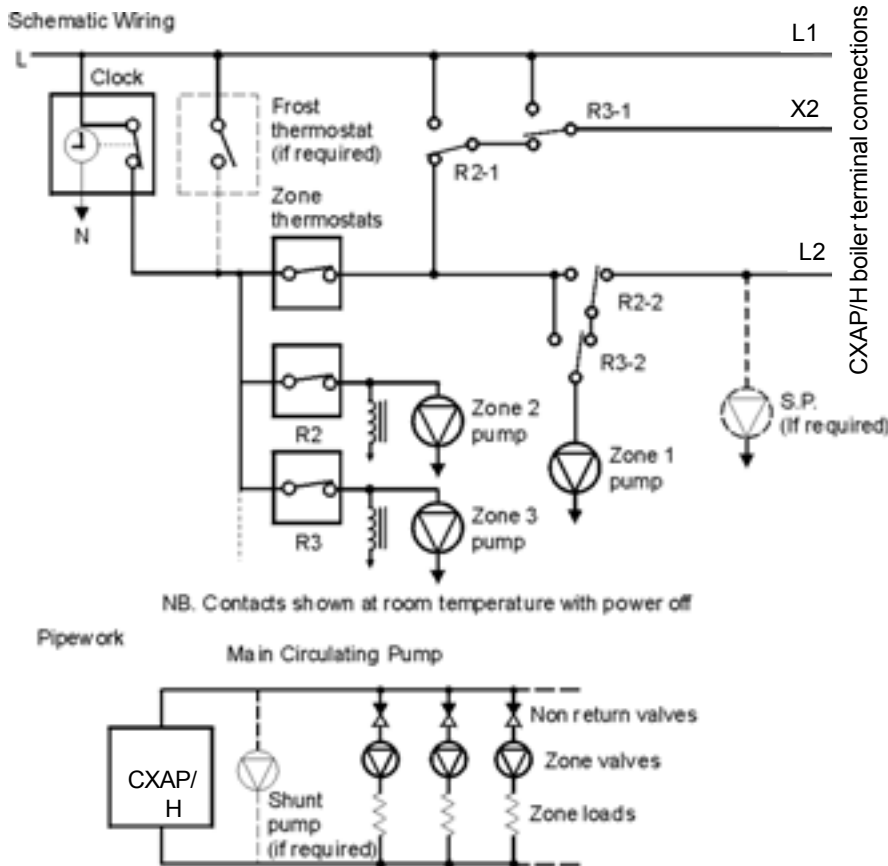 Schematic Wiring
L
L1
Clock
N
Frost
thermostat
(if required)
R3-1
X2
R2-1
Zone
thermostats
L2
R2-2
R3-2
R2
Zone 2
pump
S.P.
(If required)
Zone 1
pump
R3
Zone 3
pump
CXAP/H boiler terminal connections
NB. Contacts shown at room temperature with power off
Pipework
Main Circulating Pump
Non return valves
CXAP/
H
Zone valves
Shunt
pump
(if required)
Zone loads